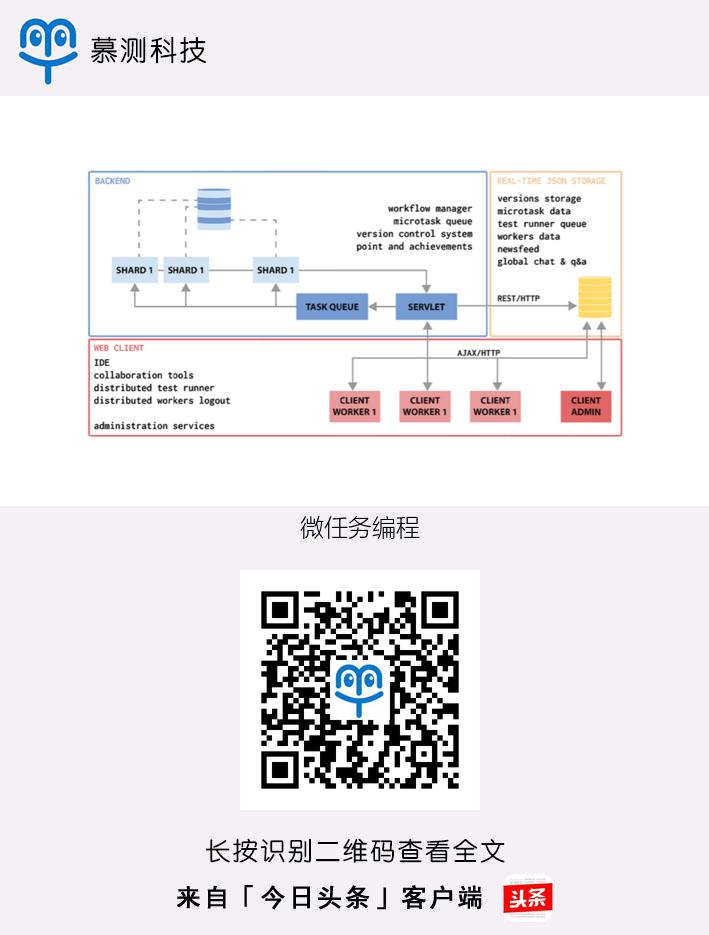 慕测科技
BACKEND
workflow manager
microtask queue
version control system
point and achievements
SHARD 1
SHARD 1
SHARD 1
TASK QUEUE
SERVLET
REAL-TIME JSON STORAGE
versions storage
microtask data
test runner queue
workers data
newsfeed
global chat & q&a
REST/HTTP
WEB CLIENT
IDE
collaboration tools
distributed test runner
distributed workers logout
administration services
AJAX/HTTP
CLIENT
WORKER 1
CLIENT
WORKER 1
CLIENT
WORKER 1
CLIENT
ADMIN
微任务编程
长按识别二维码查看全文
来自「今日头条」客户端
头条